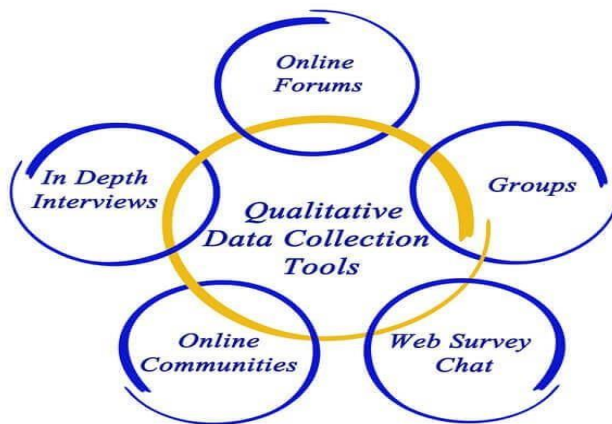 Online
Forums
In Depth
Interviews
Groups
Qualitative
Data Collection
Tools
Online
Communities
Web Survey
Chat